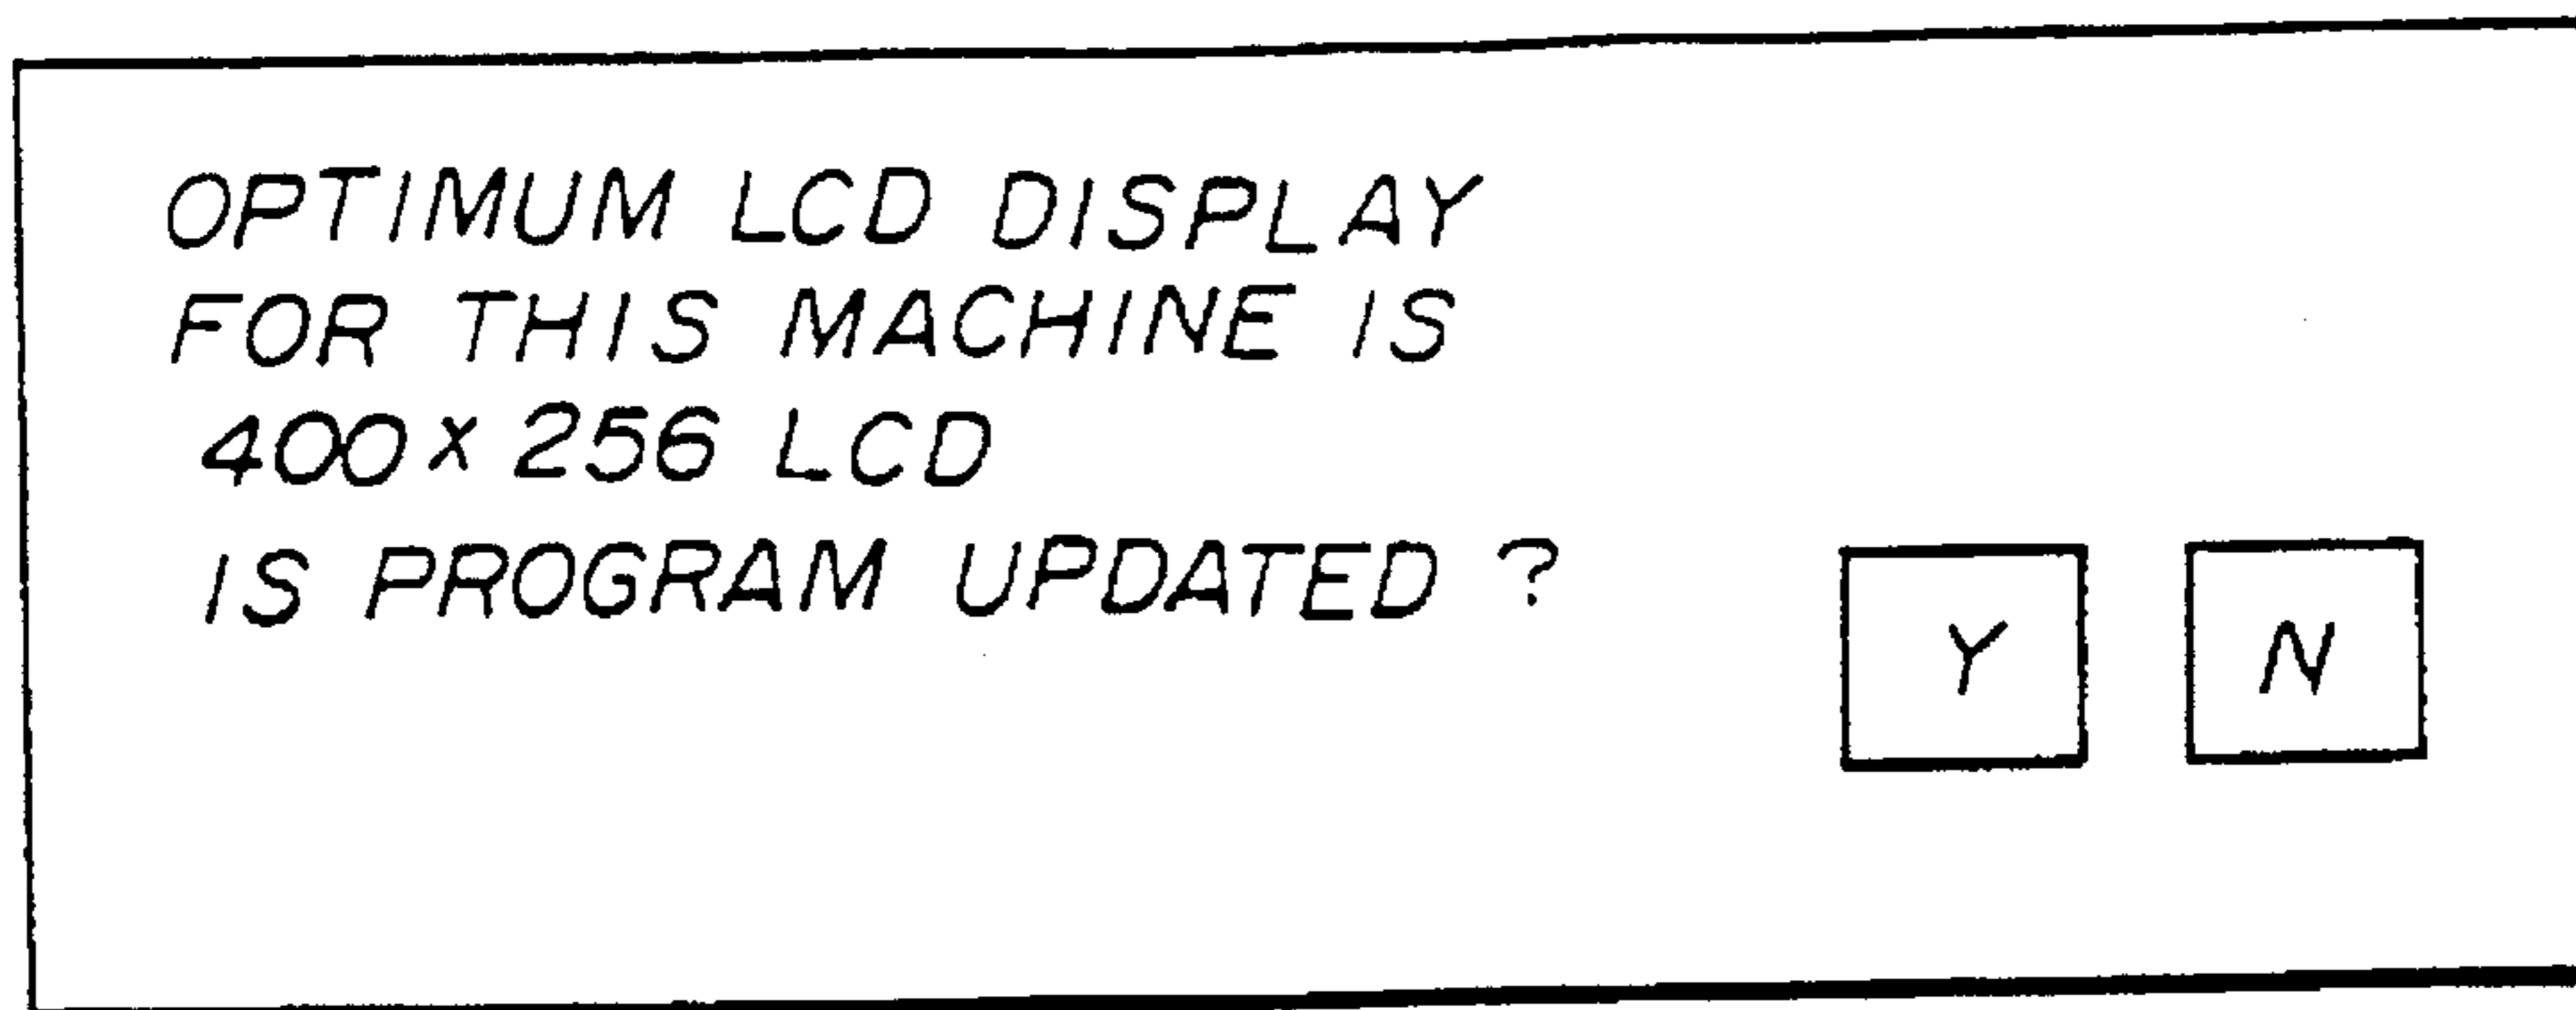 OPTIMUM LCD DISPLAY
FOR THIS MACHINE IS
400 x 256 LCD
IS PROGRAM UPDATED ?
Y N